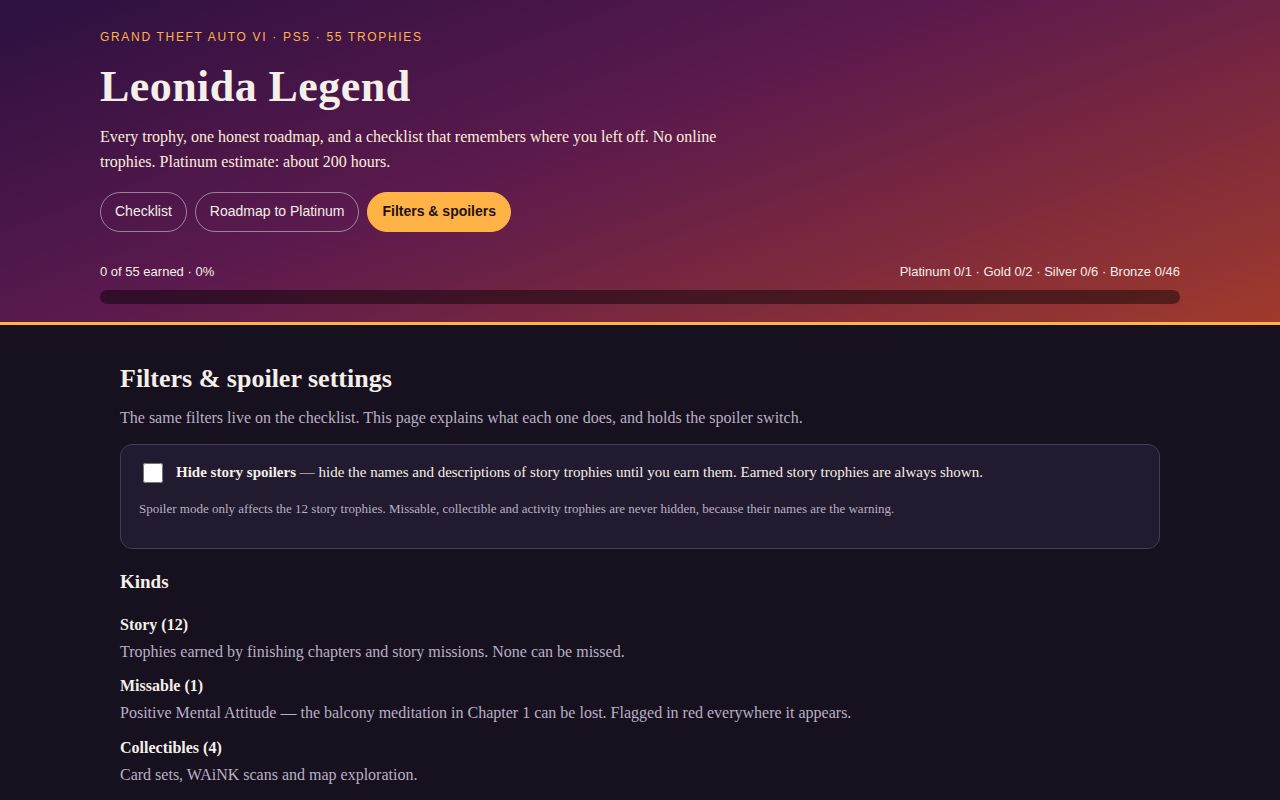 GRAND THEFT AUTO VI · PS5 · 55 TROPHIES
Leonida Legend
Every trophy, one honest roadmap, and a checklist that remembers where you left off. No online
trophies. Platinum estimate: about 200 hours.
Checklist
Roadmap to Platinum
Filters & spoilers
0 of 55 earned · 0%
Platinum 0/1 · Gold 0/2 · Silver 0/6 · Bronze 0/46
Filters & spoiler settings
The same filters live on the checklist. This page explains what each one does, and holds the spoiler switch.
Hide story spoilers — hide the names and descriptions of story trophies until you earn them. Earned story trophies are always shown.
Spoiler mode only affects the 12 story trophies. Missable, collectible and activity trophies are never hidden, because their names are the warning.
Kinds
Story (12)
Trophies earned by finishing chapters and story missions. None can be missed.
Missable (1)
Positive Mental Attitude — the balcony meditation in Chapter 1 can be lost. Flagged in red everywhere it appears.
Collectibles (4)
Card sets, WAiNK scans and map exploration.